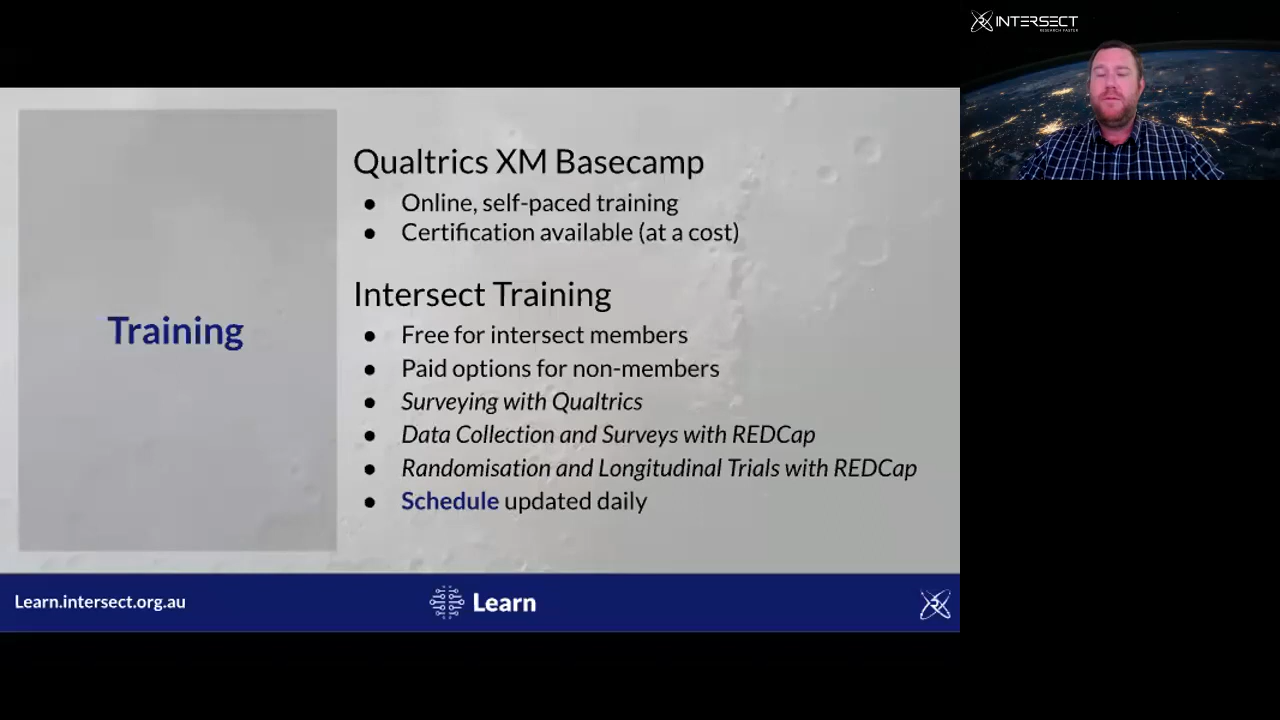 INTERSECT
RESEARCH FASTER
Training
Qualtrics XM Basecamp
● Online, self-paced training
● Certification available (at a cost)
Intersect Training
● Free for intersect members
● Paid options for non-members
● Surveying with Qualtrics
● Data Collection and Surveys with REDCap
● Randomisation and Longitudinal Trials with REDCap
● Schedule updated daily
Learn.intersect.org.au
Learn